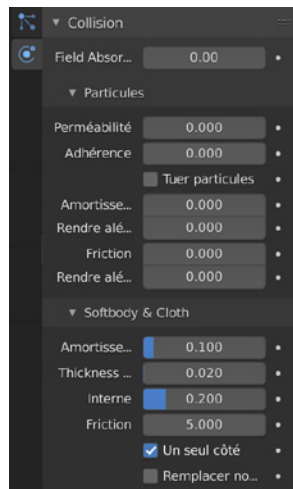 Collision
Field Absor... 0.00
Particules
Perméabilité 0.000
Adhérence 0.000
Tuer particules
Amortisse... 0.000
Rendre alé... 0.000
Friction 0.000
Rendre alé... 0.000
Softbody & Cloth
Amortisse... 0.100
Thickness ... 0.020
Interne 0.200
Friction 5.000
Un seul côté
Remplacer no...